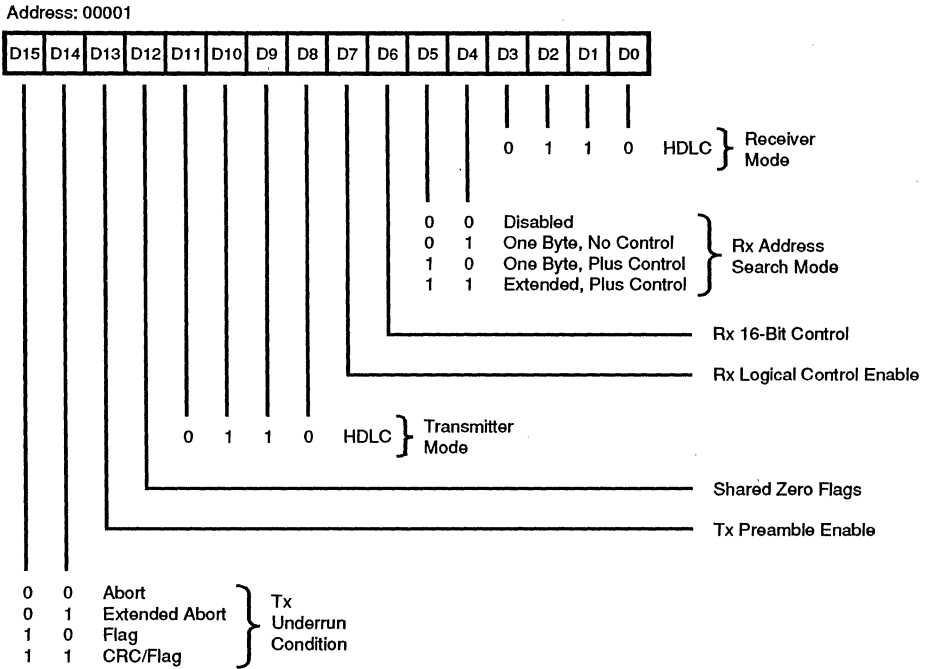 Address: 00001
D15 D14 D13 D12 D11 D10 D9 D8 D7 D6 D5 D4 D3 D2 D1 D0
0 1 1 0 HDLC Receiver Mode
0 0 Disabled
0 1 One Byte, No Control
1 0 One Byte, Plus Control
1 1 Extended, Plus Control
Rx Address
Search Mode
Rx 16-Bit Control
Rx Logical Control Enable
0 1 1 0 HDLC Transmitter Mode
Shared Zero Flags
Tx Preamble Enable
0 0 Abort
0 1 Extended Abort
1 0 Flag
1 1 CRC/Flag
Tx
Underrun
Condition